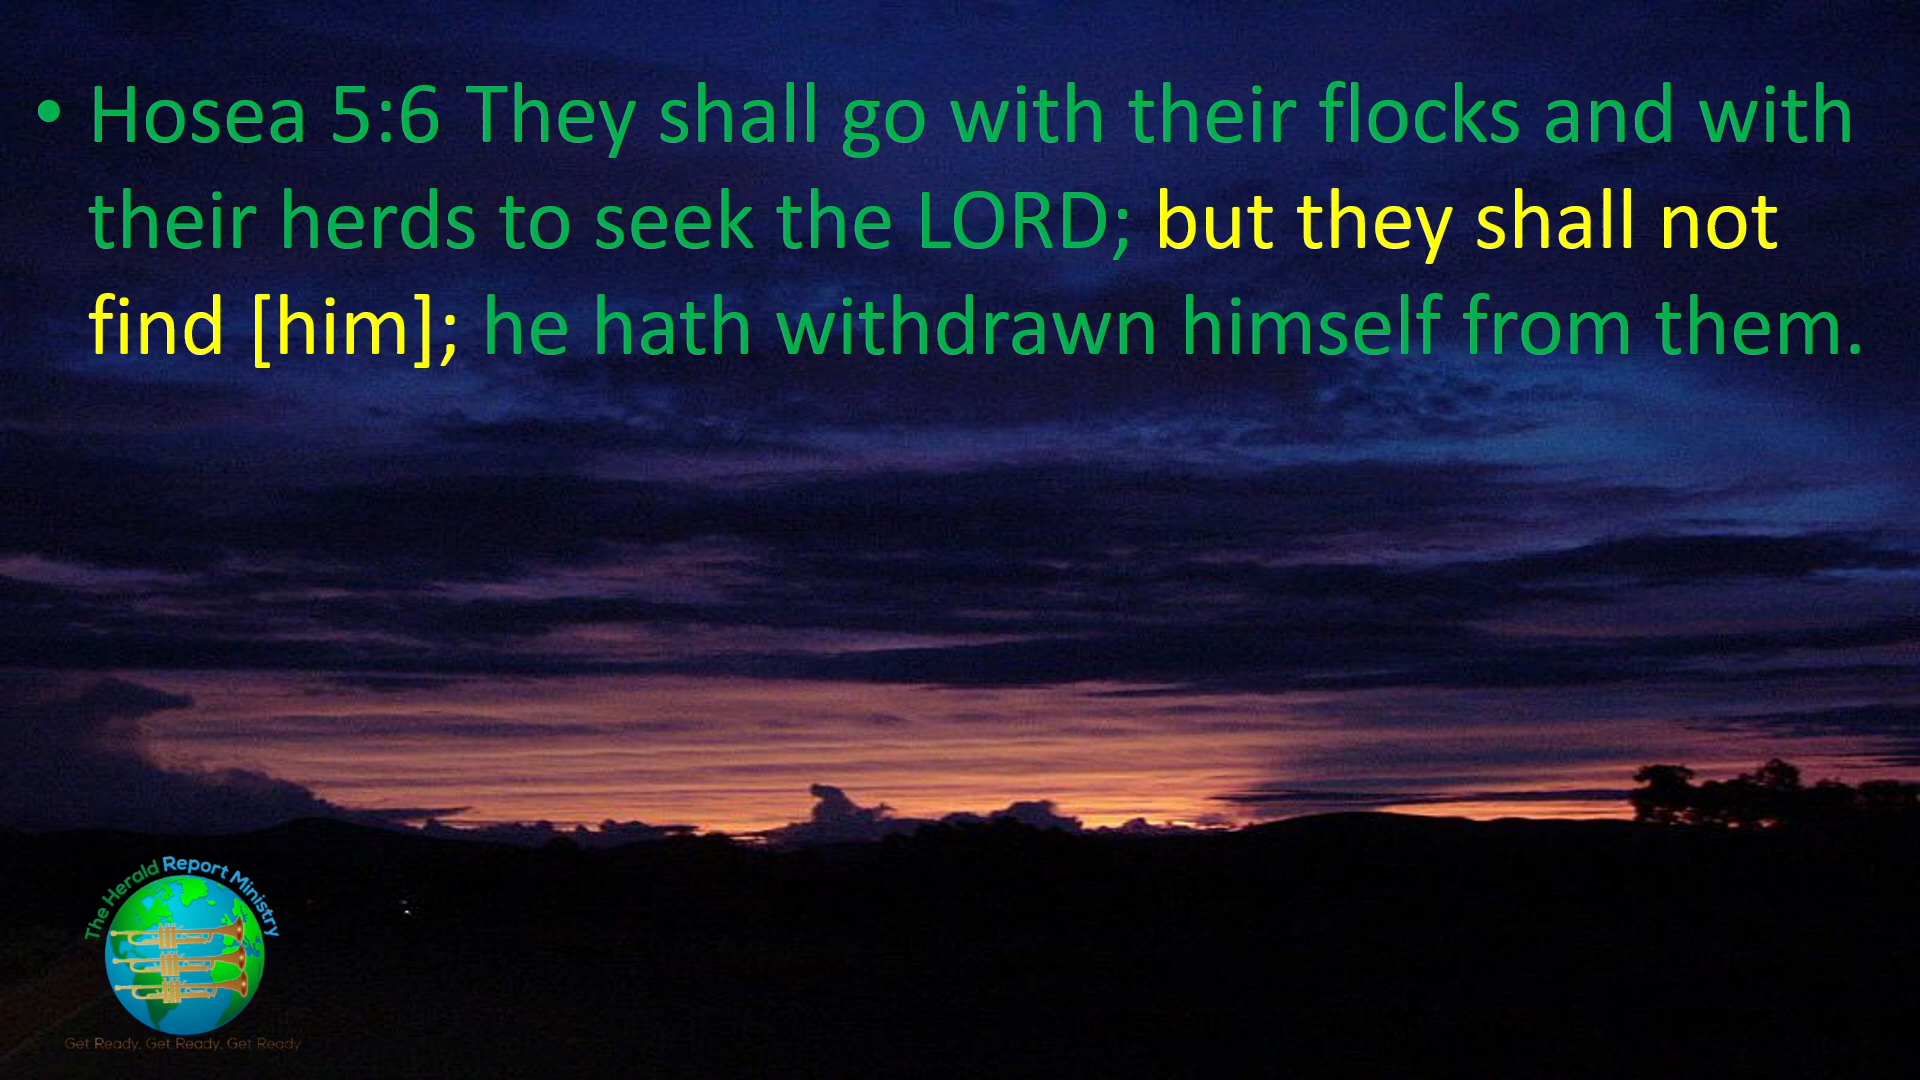 • Hosea 5:6 They shall go with their flocks and with
their herds to seek the LORD; but they shall not
find [him]; he hath withdrawn himself from them.
The Herald Report Ministry
Get Ready, Get Ready, Get Ready